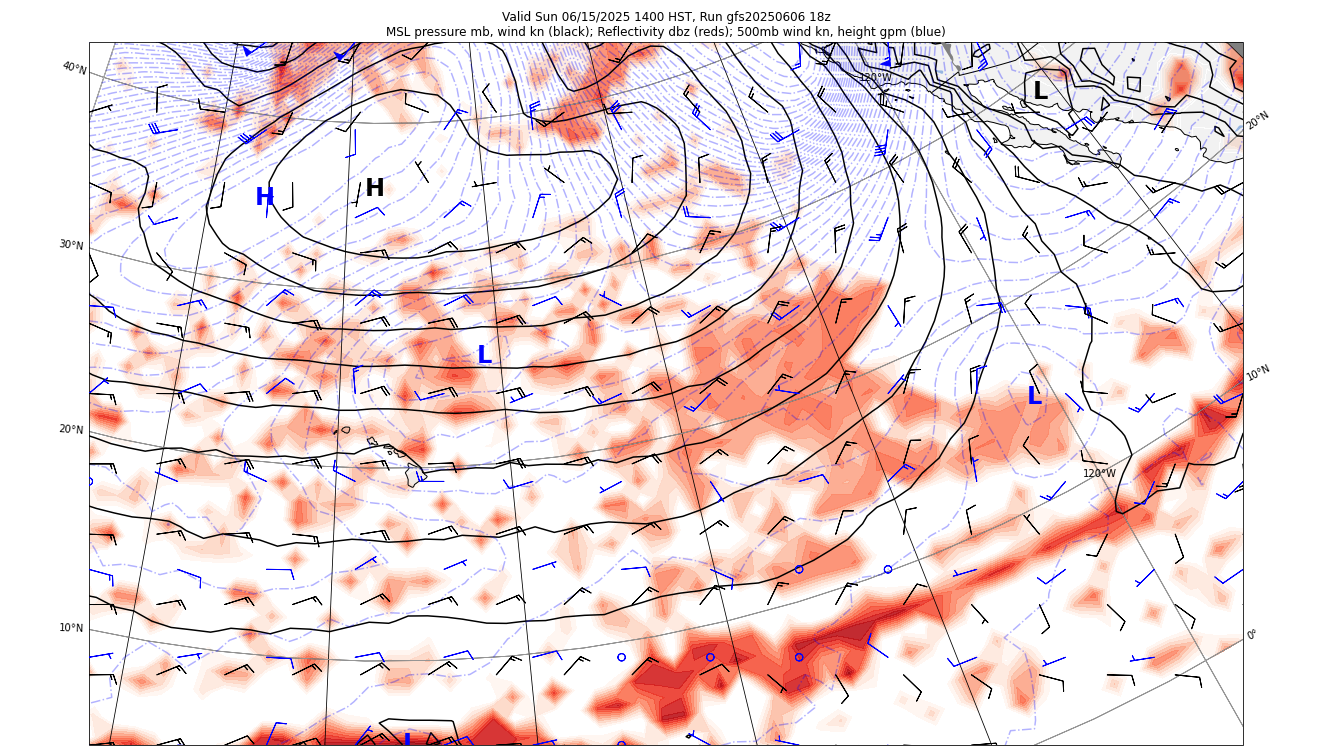 Valid Sun 06/15/2025 1400 HST, Run gfs20250606 18z
MSL pressure mb, wind kn (black); Reflectivity dbz (reds); 500mb wind kn, height gpm (blue)
40°N
120°W
L
20°N
H
H
30°N
L
10°N
L
20°N
120°W
10°N
0°
L